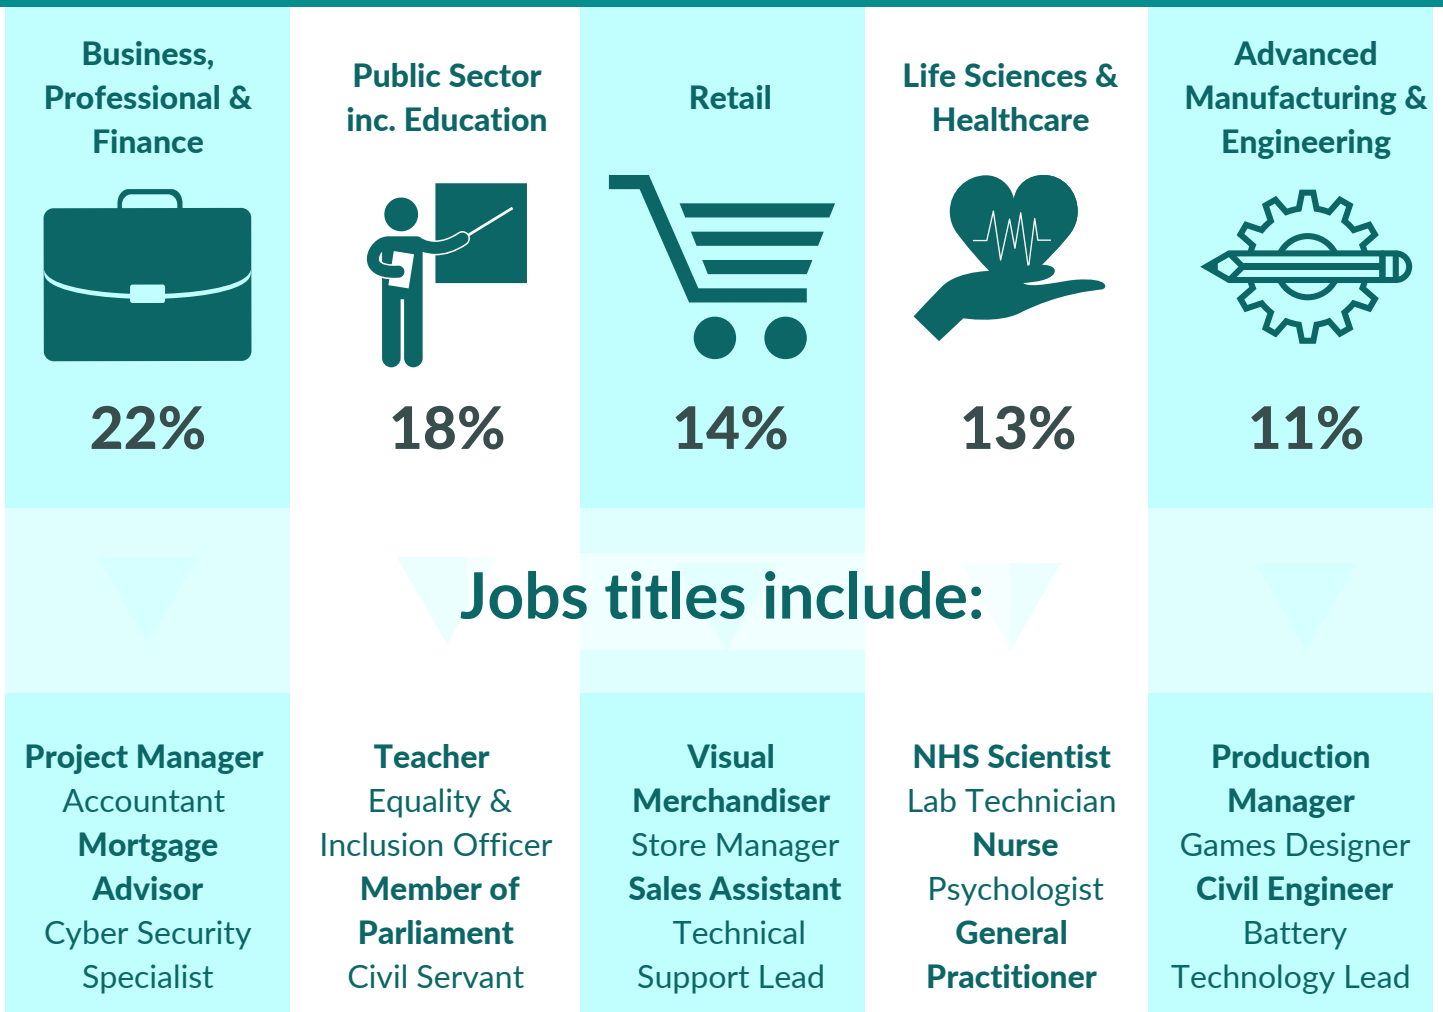 Business,
Professional &
Finance
22%
Public Sector
inc. Education
18%
Retail
14%
Life Sciences &
Healthcare
13%
Advanced
Manufacturing &
Engineering
11%
Jobs titles include:
Project Manager
Accountant
Mortgage
Advisor
Cyber Security
Specialist
Teacher
Equality &
Inclusion Officer
Member of
Parliament
Civil Servant
Visual
Merchandiser
Store Manager
Sales Assistant
Technical
Support Lead
NHS Scientist
Lab Technician
Nurse
Psychologist
General
Practitioner
Production
Manager
Games Designer
Civil Engineer
Battery
Technology Lead